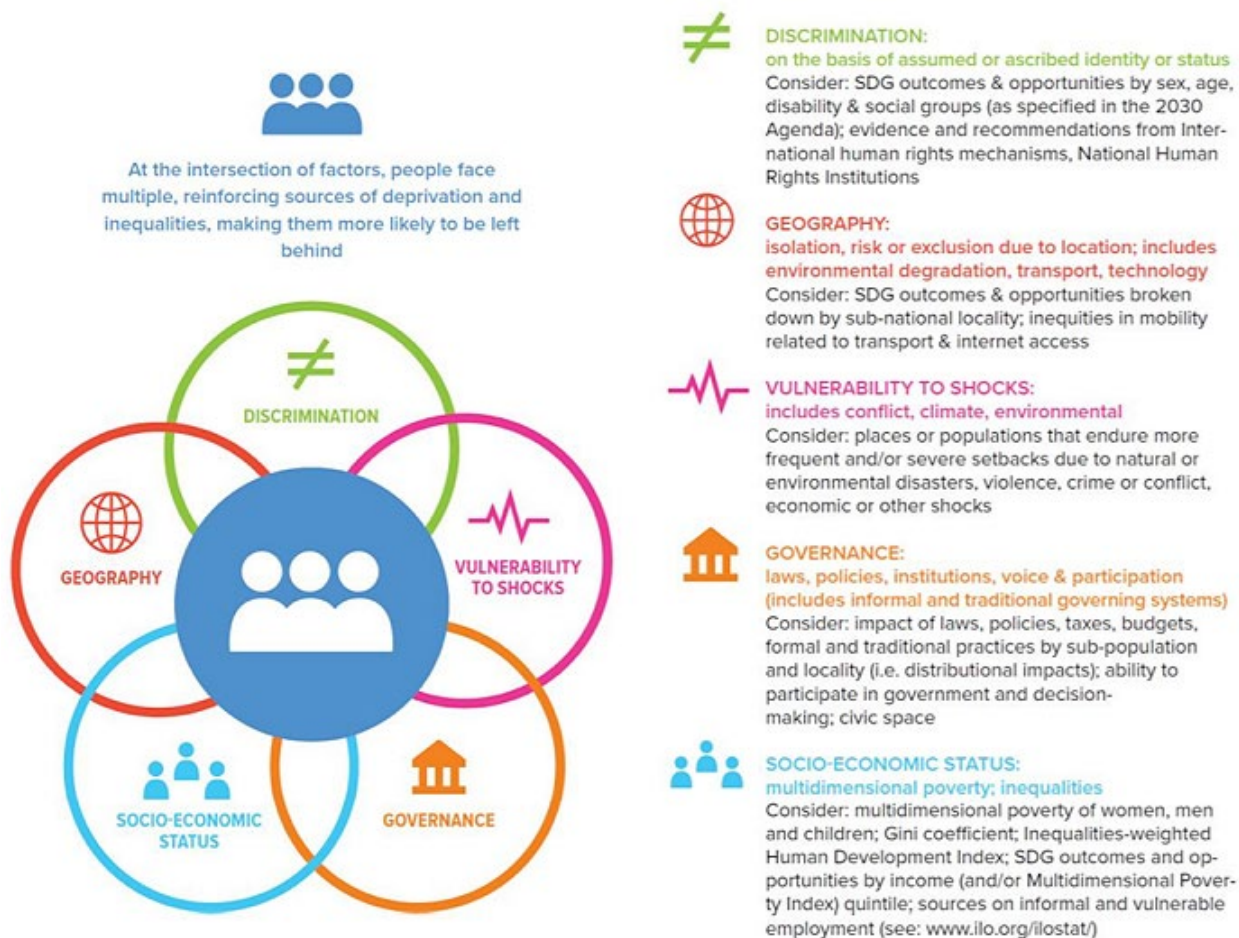 At the intersection of factors, people face
multiple, reinforcing sources of deprivation and
inequalities, making them more likely to be left
behind
DISCRIMINATION
GEOGRAPHY
VULNERABILITY
TO SHOCKS
SOCIO-ECONOMIC
STATUS
GOVERNANCE
DISCRIMINATION:
on the basis of assumed or ascribed identity or status
Consider: SDG outcomes & opportunities by sex, age,
disability & social groups (as specified in the 2030
Agenda); evidence and recommendations from Inter-
national human rights mechanisms, National Human
Rights Institutions
GEOGRAPHY:
isolation, risk or exclusion due to location; includes
environmental degradation, transport, technology
Consider: SDG outcomes & opportunities broken
down by sub-national locality; inequities in mobility
related to transport & internet access
VULNERABILITY TO SHOCKS:
includes conflict, climate, environmental
Consider: places or populations that endure more
frequent and/or severe setbacks due to natural or
environmental disasters, violence, crime or conflict,
economic or other shocks
GOVERNANCE:
laws, policies, institutions, voice & participation
(includes informal and traditional governing systems)
Consider: impact of laws, policies, taxes, budgets,
formal and traditional practices by sub-population
and locality (i.e. distributional impacts); ability to
participate in government and decision-
making; civic space
SOCIO-ECONOMIC STATUS:
multidimensional poverty; inequalities
Consider: multidimensional poverty of women, men
and children; Gini coefficient; Inequalities-weighted
Human Development Index; SDG outcomes and op-
portunities by income (and/or Multidimensional Pover-
ty Index) quintile; sources on informal and vulnerable
employment (see: www.ilo.org/ilostat/)